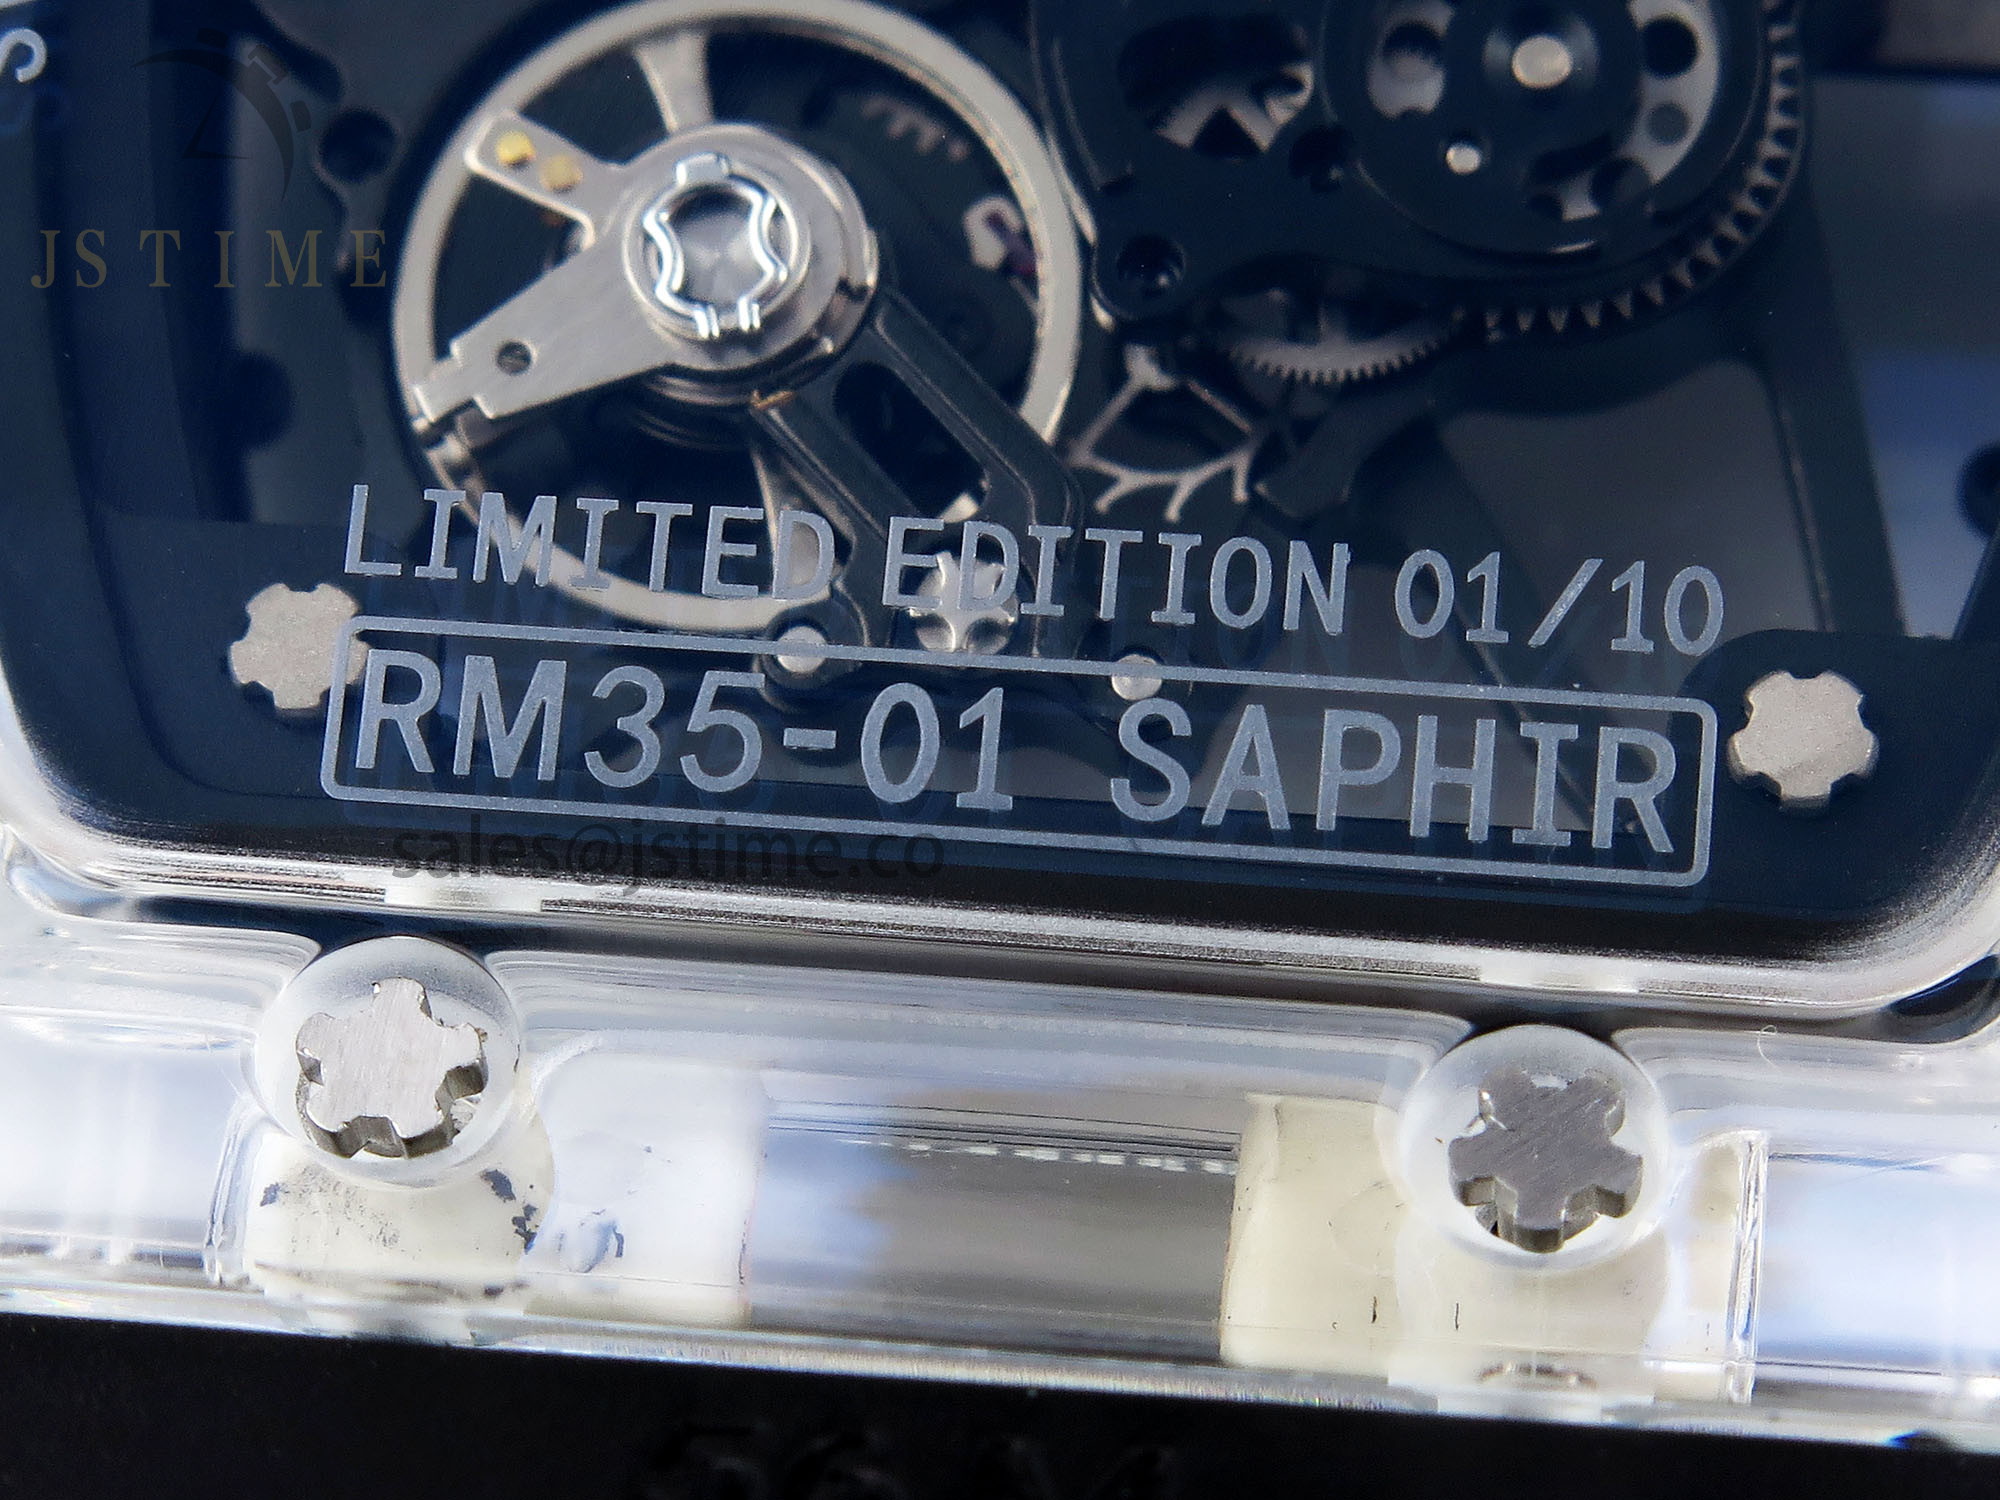 S
JSTIME
LIMITED EDITION 01/10
RM35-01 SAPHIR
sales@jstime.co